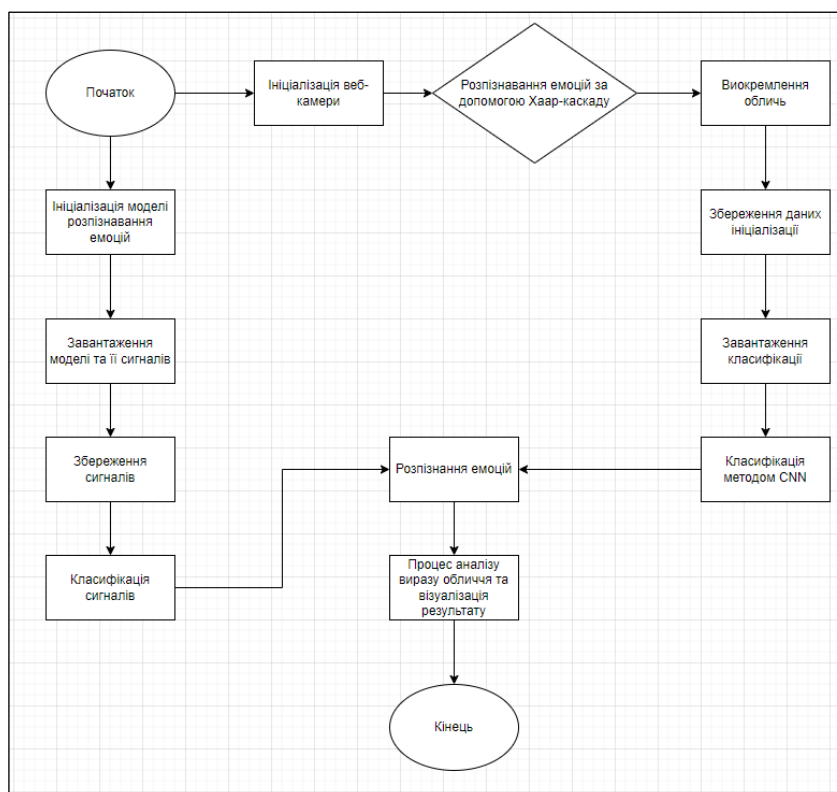 Початок
Ініціалізація веб-
камери
Розпізнавання емоцій за
допомогою Хаар-каскаду
Виокремлення
облич
Ініціалізація моделі
розпізнавання
емоцій
Збереження даних
ініціалізації
Завантаження
моделі та її сигналів
Завантаження
класифікації
Збереження
сигналів
Розпізнання емоцій
Класифікація
методом CNN
Класифікація
сигналів
Процес аналізу
виразу обличчя та
візуалізація
результату
Кінець